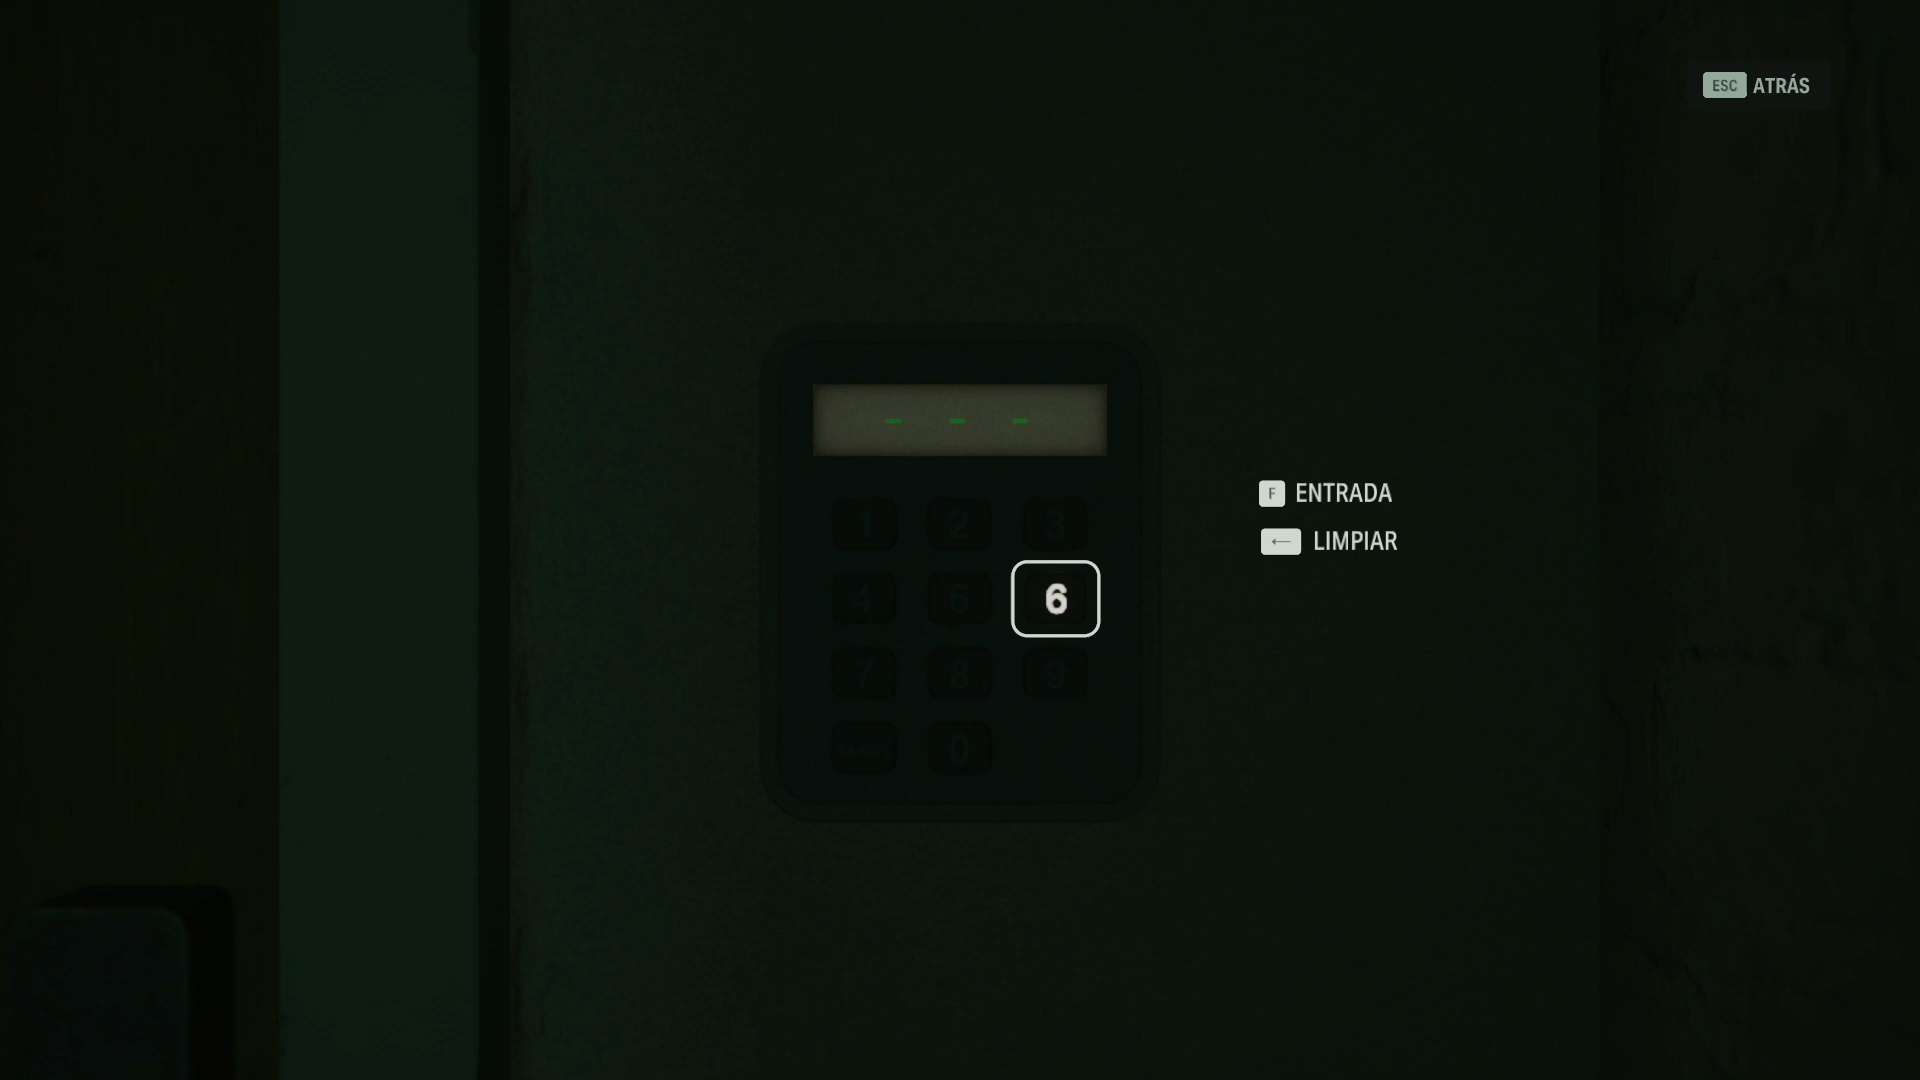 ESC ATRÁS
- - -
1 2 3
F ENTRADA
← LIMPIAR
4 5 6
7 8 9
0